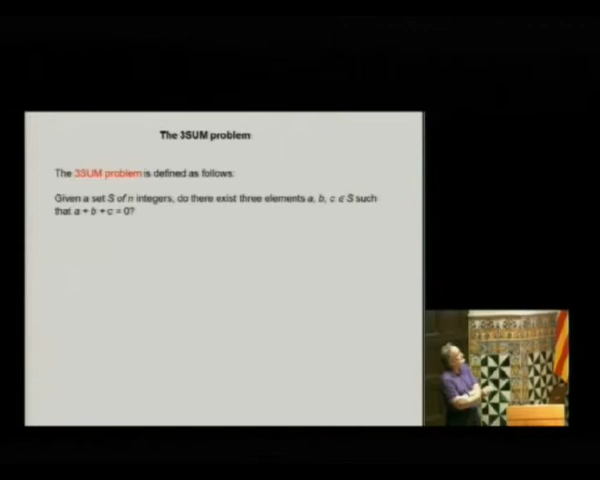 The 3SUM problem
The 3SUM problem is defined as follows:
Given a set S of n integers, do there exist three elements a, b, c ∈ S such
that a + b + c = 0?